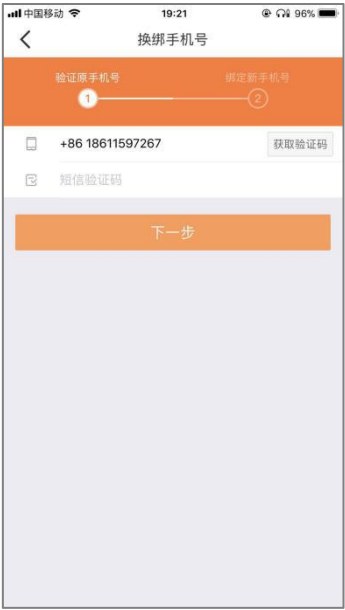 中国移动 19:21 96%
换绑手机号
验证原手机号 绑定新手机号
1 2
+86 18611597267 获取验证码
短信验证码
下一步